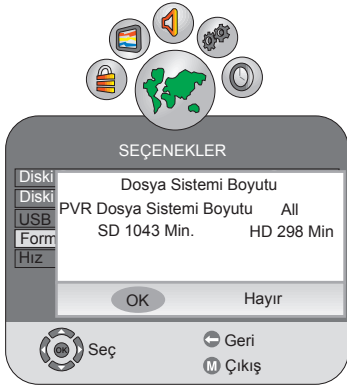 SEÇENEKLER
Diski
Diski
USB
Form
Hız
Dosya Sistemi Boyutu
PVR Dosya Sistemi Boyutu All
SD 1043 Min. HD 298 Min
OK Hayır
OK Seç
Geri
M Çıkış